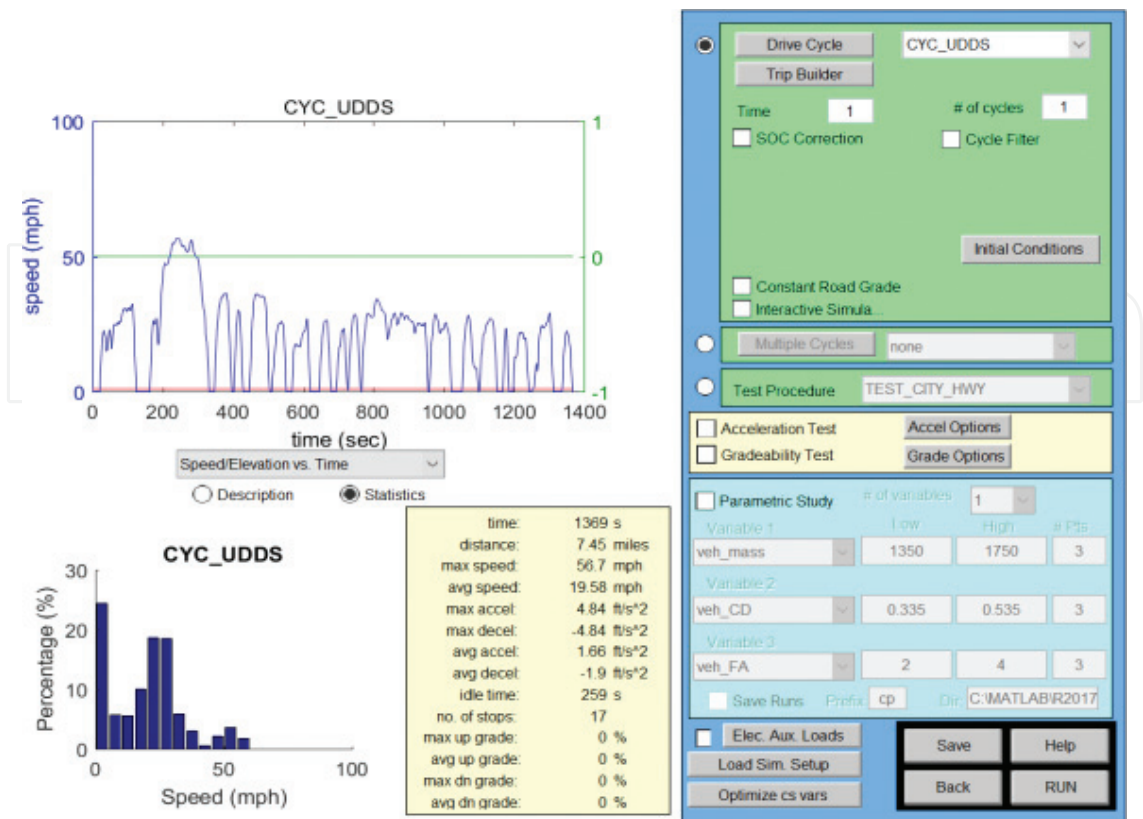 CYC_UDDS
100
50
0
speed (mph)
1
0
-1
0 200 400 600 800 1000 1200 1400
time (sec)
Speed/Elevation vs. Time
Description Statistics
CYC_UDDS
30
20
10
0
Percentage (%)
0 50 100
Speed (mph)
time: 1369 s
distance: 7.45 miles
max speed: 56.7 mph
avg speed: 19.58 mph
max accel: 4.84 ft/s^2
max decel: -4.84 ft/s^2
avg accel: 1.66 ft/s^2
avg decel: -1.9 ft/s^2
idle time: 259 s
no. of stops: 17
max up grade: 0 %
avg up grade: 0 %
max dn grade: 0 %
avg dn grade: 0 %
Drive Cycle CYC_UDDS
Trip Builder
Time 1 # of cycles 1
SOC Correction Cycle Filter
Initial Conditions
Constant Road Grade
Interactive Simula...
Multiple Cycles none
Test Procedure TEST_CITY_HWY
Acceleration Test Accel Options
Gradeability Test Grade Options
Parametric Study # of variables 1
Variable 1 Low High # Pts
veh_mass 1350 1750 3
Variable 2
veh_CD 0.335 0.535 3
Variable 3
veh_FA 2 4 3
Save Runs Prefix: cp Dir: C:\MATLAB\R2017
Elec. Aux. Loads
Load Sim. Setup
Optimize cs vars
Save Help
Back RUN